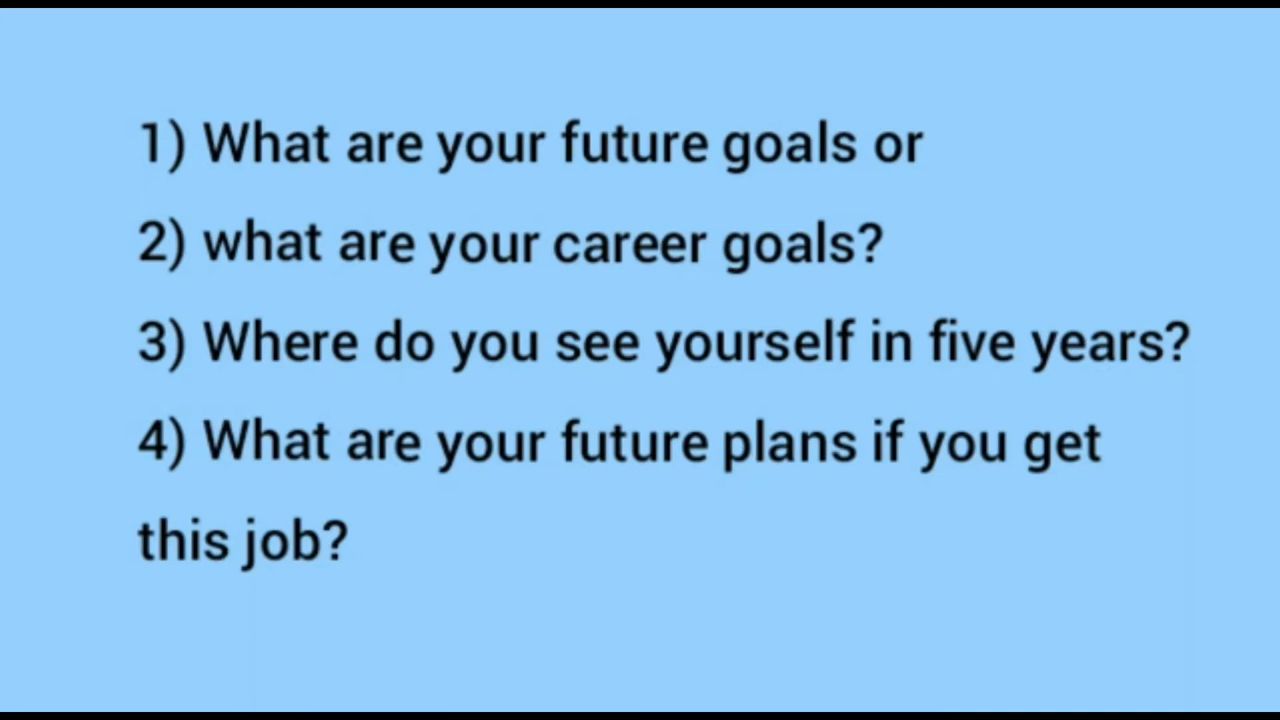 1) What are your future goals or
2) what are your career goals?
3) Where do you see yourself in five years?
4) What are your future plans if you get
this job?